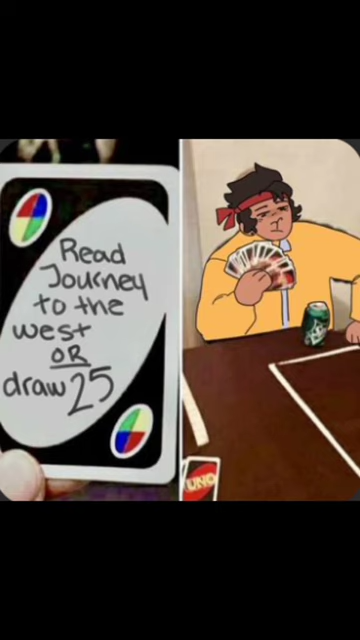 Read
Journey
to the
west
OR
draw 25
UNO